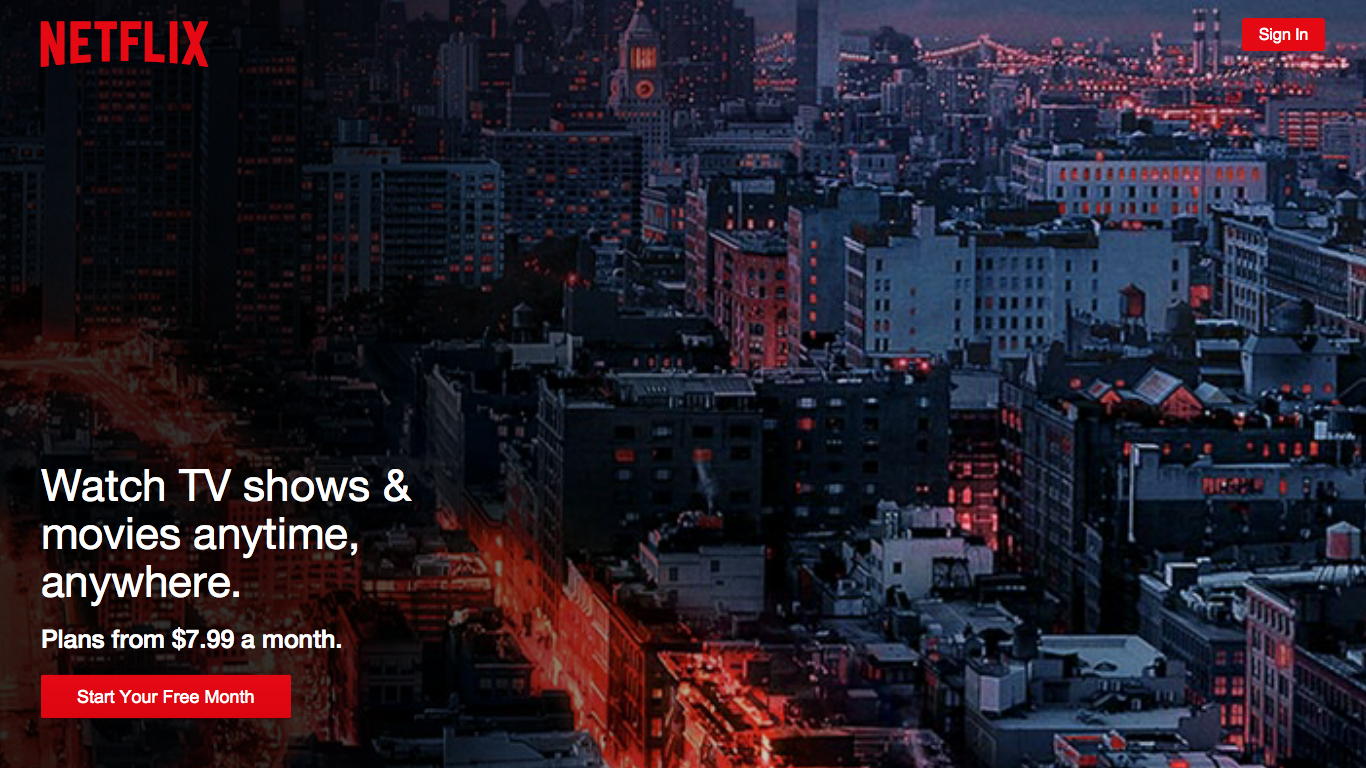 NETFLIX
Sign In
Watch TV shows &
movies anytime,
anywhere.
Plans from $7.99 a month.
Start Your Free Month